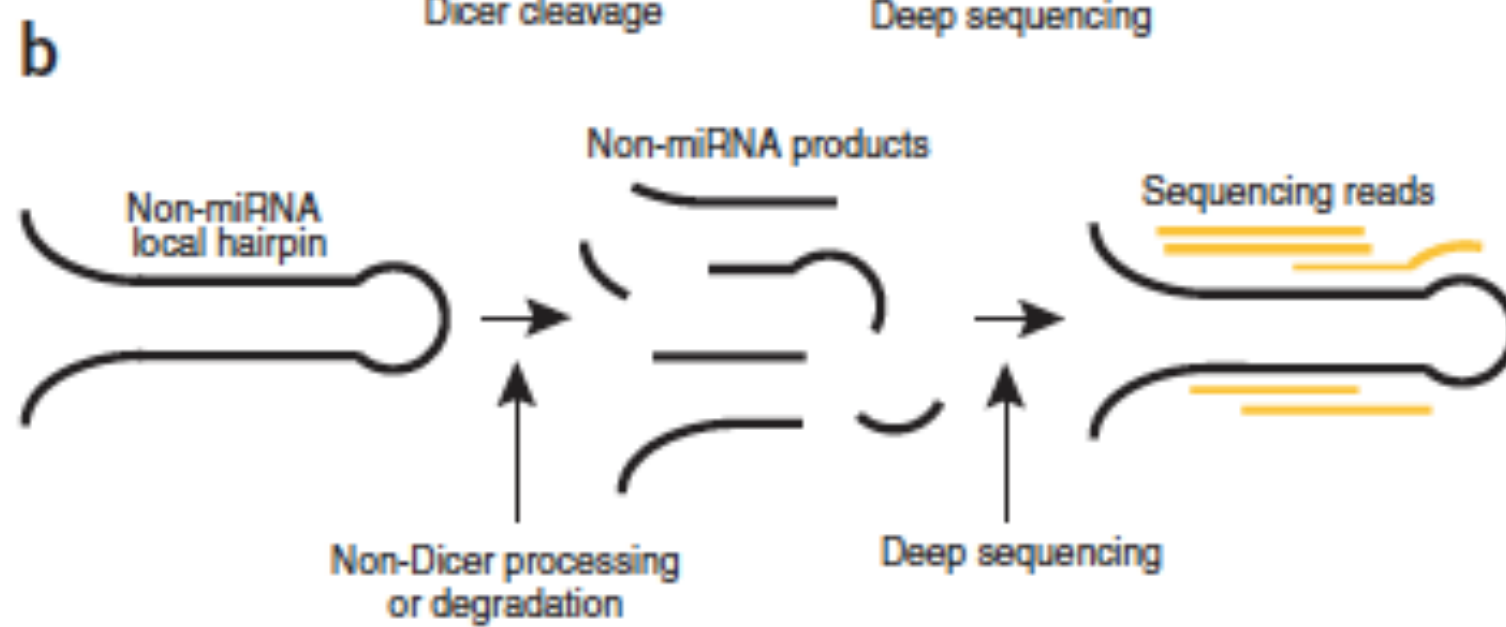 Dicer cleavage
Deep sequencing
b
Non-miRNA products
Non-miRNA
local hairpin
Sequencing reads
Non-Dicer processing
or degradation
Deep sequencing